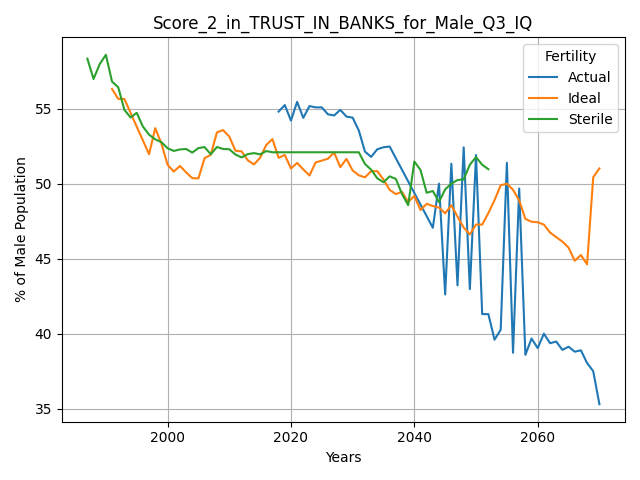 Score_2_in_TRUST_IN_BANKS_for_Male_Q3_IQ
Fertility
Actual
Ideal
Sterile
% of Male Population
55
50
45
40
35
2000
2020
2040
2060
Years